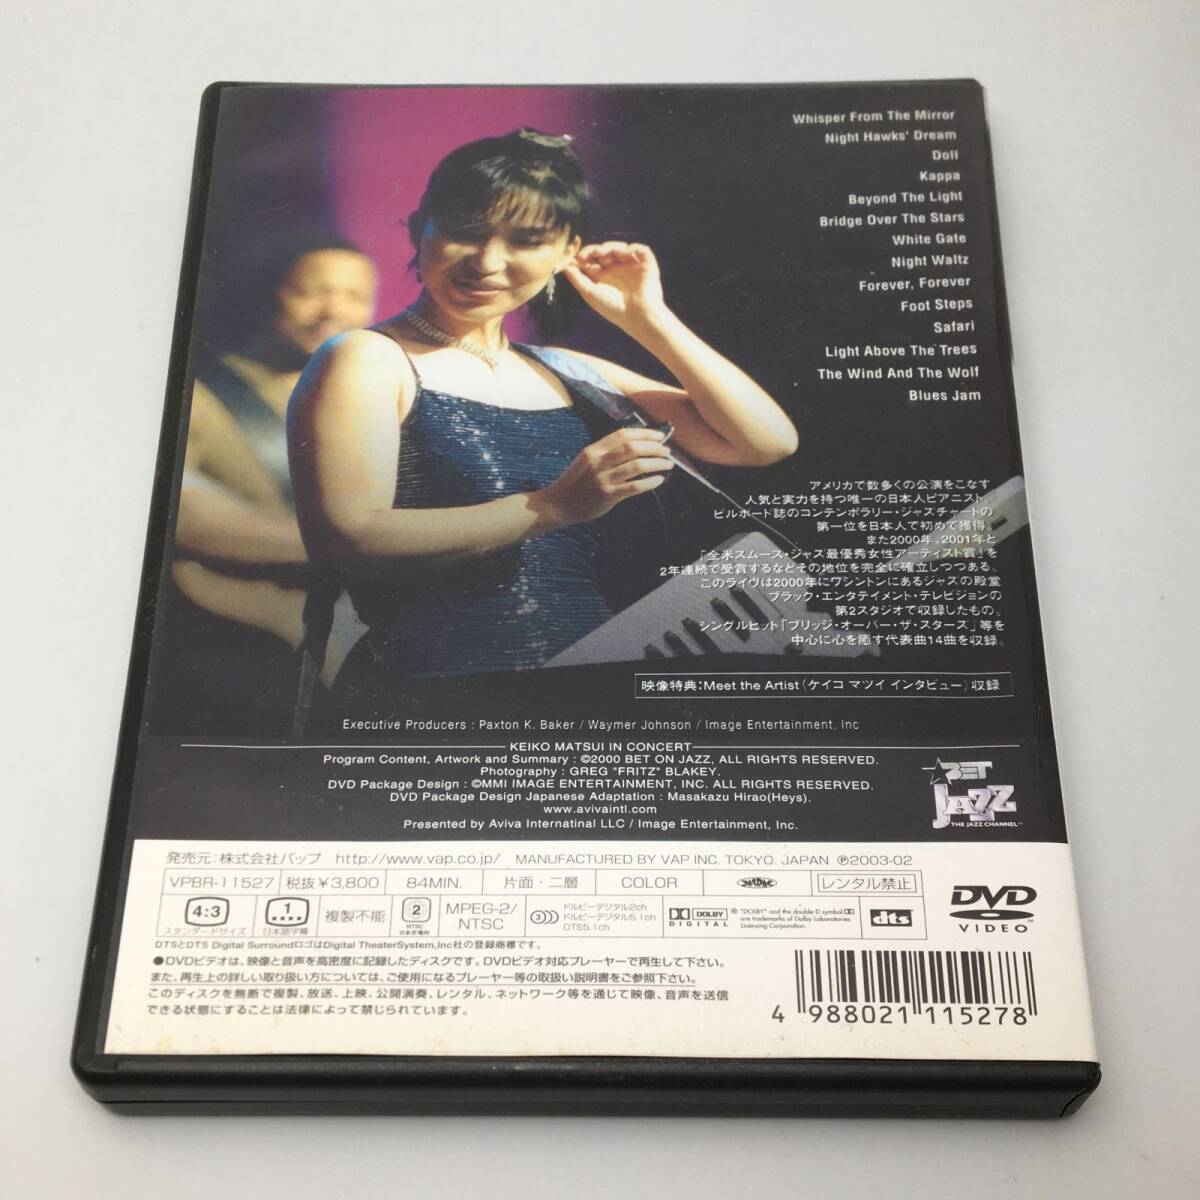 Whisper From The Mirror
Night Hawks' Dream
Doll
Kappa
Beyond The Light
Bridge Over The Stars
White Gate
Night Waltz
Forever, Forever
Foot Steps
Safari
Light Above The Trees
The Wind And The Wolf
Blues Jam
アメリカで数多くの公演をこなす
人気と実力を持つ唯一の日本人ピアニスト。
ビルボード誌のコンテンポラリー・ジャズチャートの
第一位を日本人で初めて獲得。
また2000年、2001年と
「全米スムース・ジャズ最優秀女性アーティスト賞」を
2年連続で受賞するなどその地位を完全に確立しつつある。
このライヴは2000年にワシントンにあるジャズの殿堂
ブラック・エンタテイメント・テレビジョンの
第2スタジオで収録したもの。
シングルヒット「ブリッジ・オーバー・ザ・スターズ」等を
中心に心を癒す代表曲14曲を収録。
映像特典：Meet the Artist（ケイコ マツイ インタビュー）収録
Executive Producers : Paxton K. Baker / Waymer Johnson / Image Entertainment, Inc
KEIKO MATSUI IN CONCERT
Program Content, Artwork and Summary : ©2000 BET ON JAZZ, ALL RIGHTS RESERVED.
Photography : GREG "FRITZ" BLAKEY.
DVD Package Design : ©MMI IMAGE ENTERTAINMENT, INC. ALL RIGHTS RESERVED.
DVD Package Design Japanese Adaptation : Masakazu Hirao(Heys).
www.avivaintl.com
Presented by Aviva Internatinal LLC / Image Entertainment, Inc.
BET
JAZZ
THE JAZZ CHANNEL™
発売元：株式会社バップ http://www.vap.co.jp/ MANUFACTURED BY VAP INC. TOKYO. JAPAN ℗2003-02
VPBR-11527 税抜¥3,800 84MIN. 片面・二層 COLOR レンタル禁止
4:3 スタンダードサイズ
1 日本語字幕
複製不能
2 NTSC 日本市場向
MPEG-2/
NTSC
3 ドルビーデジタル2ch
ドルビーデジタル5.1ch
DTS5.1ch
DOLBY DIGITAL
® "DOLBY" and the double-D symbol
are trademarks of Dolby Laboratories
Licensing Corporation.
dts
DVD
VIDEO
DTSとDTS Digital SurroundロゴはDigital TheaterSystem,Inc社の登録商標です。
●DVDビデオは、映像と音声を高密度に記録したディスクです。DVDビデオ対応プレーヤーで再生して下さい。
また、再生上の詳しい取り扱い方については、ご使用になるプレーヤー等の取扱い説明書をご参照下さい。
このディスクを無断で複製、放送、上映、公開演奏、レンタル、ネットワーク等を通じて映像、音声を送信
できる状態にすることは法律によって禁じられています。
4 988021 115278